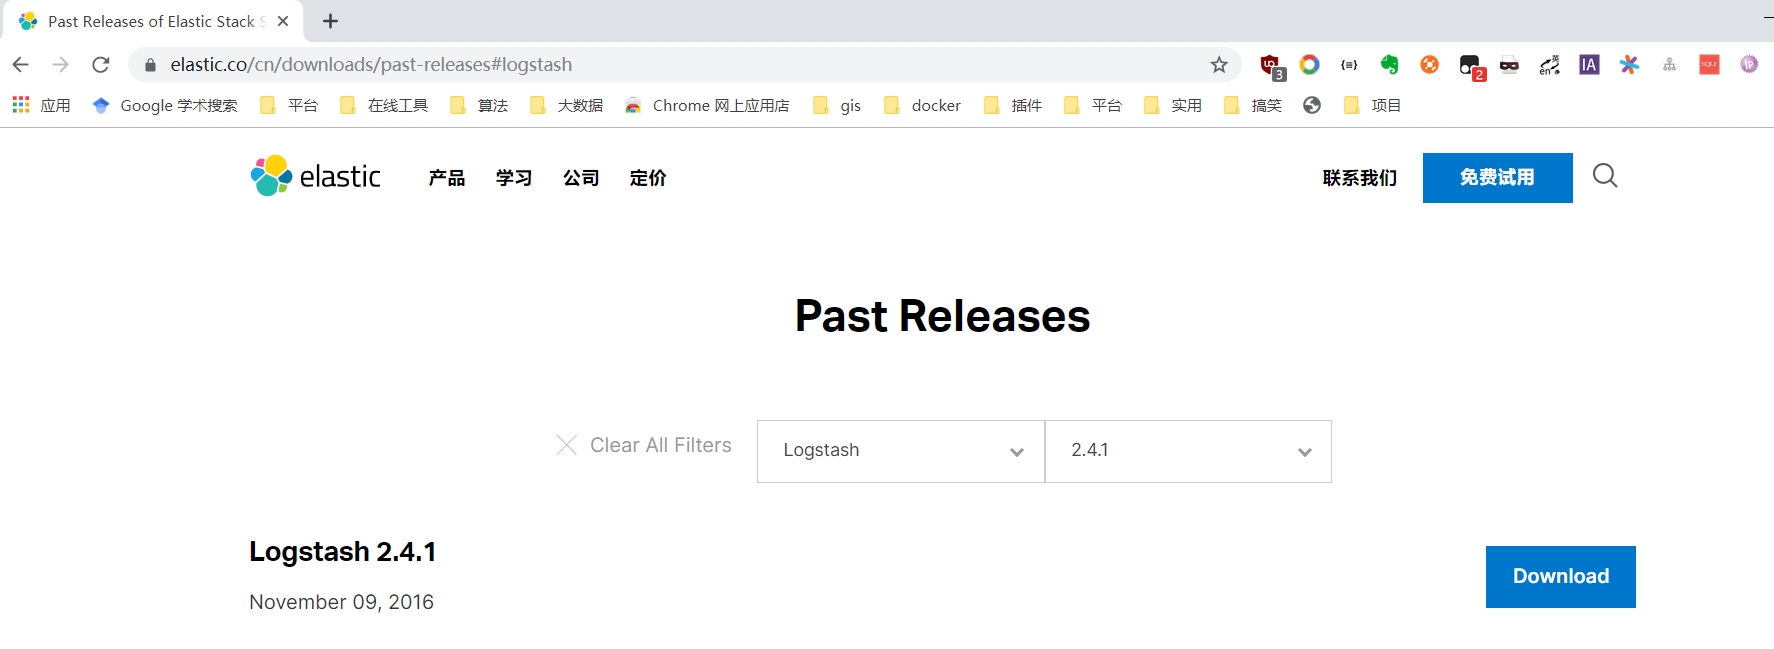 Past Releases of Elastic Stack S
elastic.co/cn/downloads/past-releases#logstash
3 2 英 en IA IP
应用 Google 学术搜索 平台 在线工具 算法 大数据 Chrome 网上应用店 gis docker 插件 平台 实用 搞笑 项目
elastic 产品 学习 公司 定价 联系我们 免费试用
Past Releases
Clear All Filters Logstash 2.4.1
Logstash 2.4.1
Download
November 09, 2016